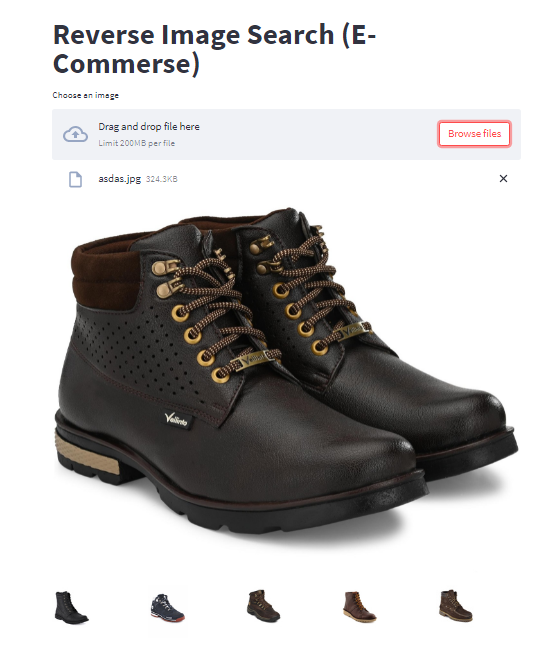 Reverse Image Search (E-
Commerse)
Choose an image
Drag and drop file here
Limit 200MB per file
Browse files
asdas.jpg 324.3KB
Vellinto